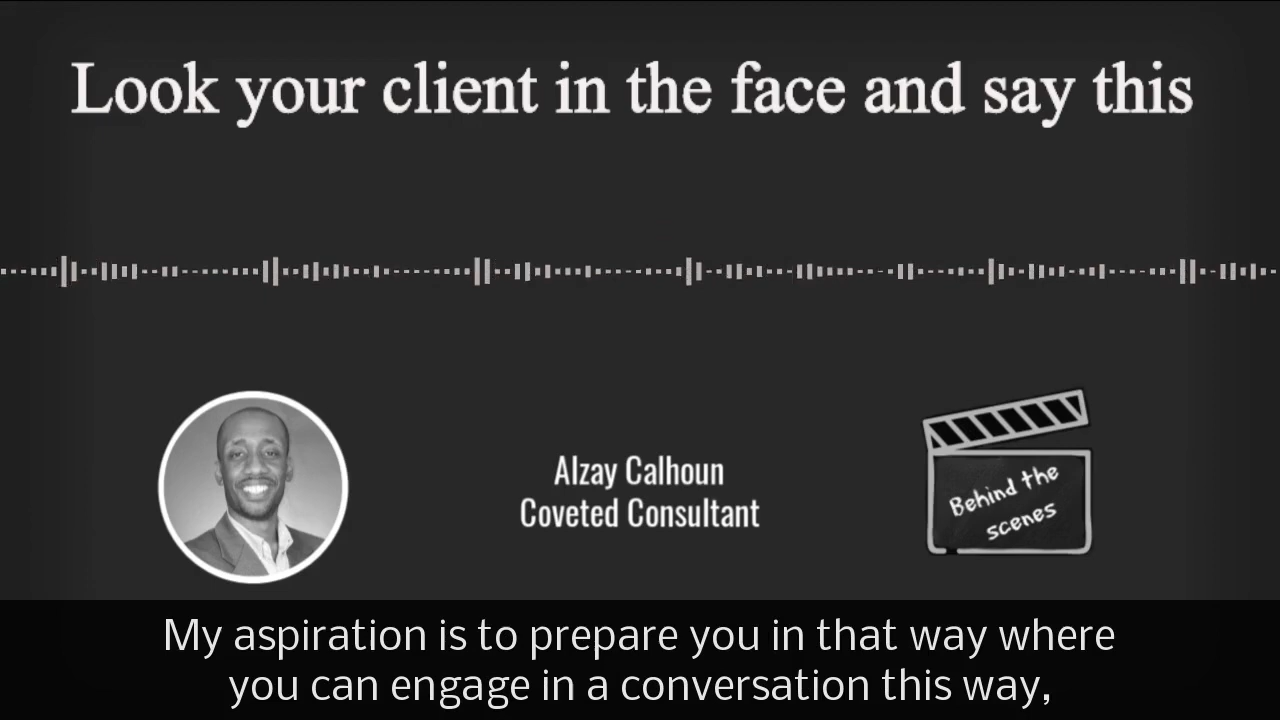 Look your client in the face and say this
Alzay Calhoun
Coveted Consultant
Behind the
scenes
My aspiration is to prepare you in that way where
you can engage in a conversation this way,